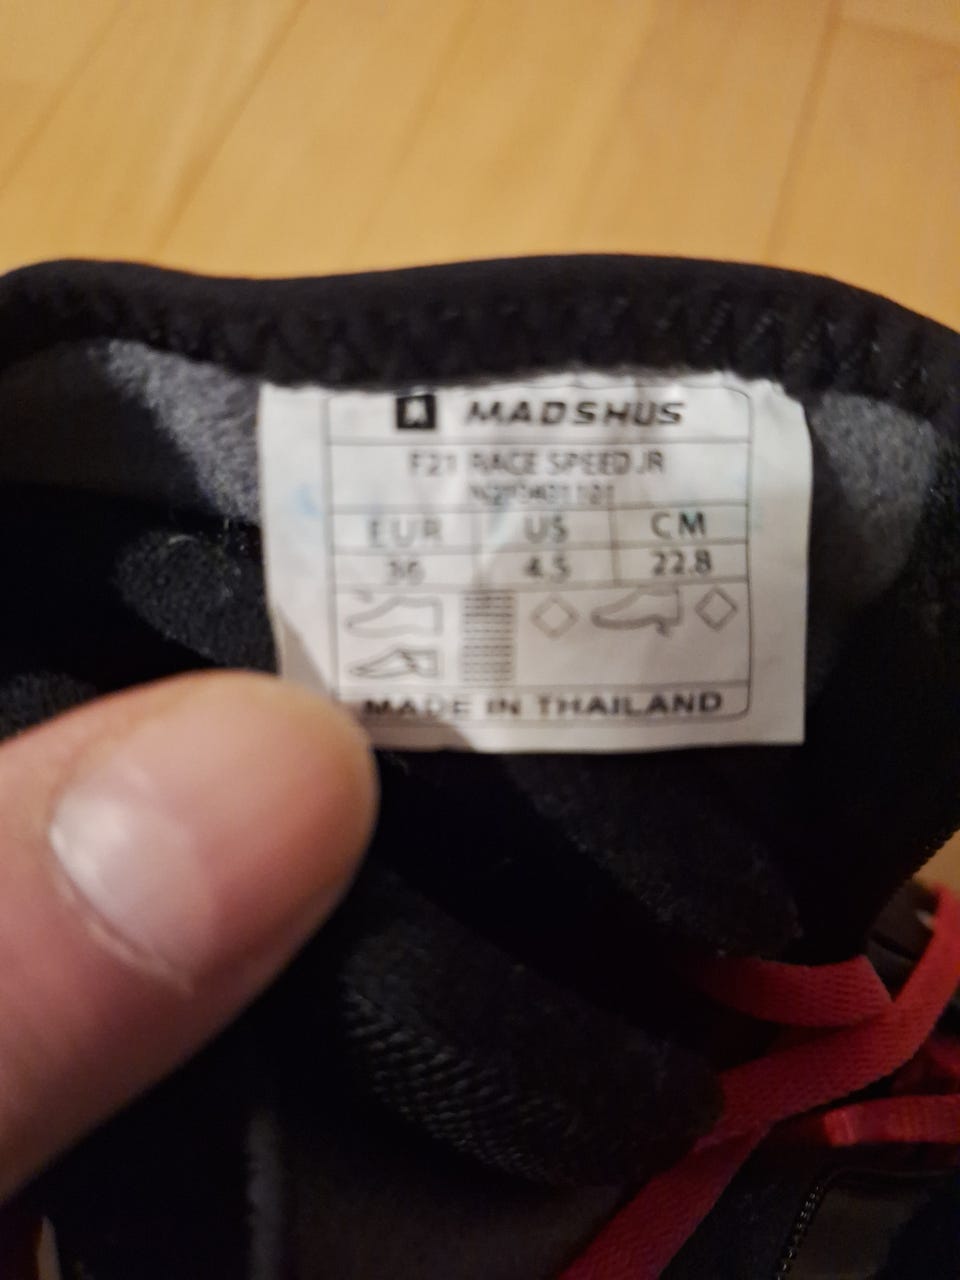 MADSHUS
F21 RACE SPEED JR
EUR US CM
36 4.5 22.8
MADE IN THAILAND